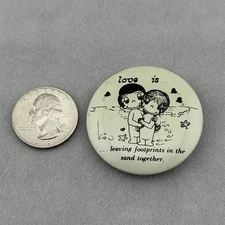 love is
...leaving footprints in the
sand together.